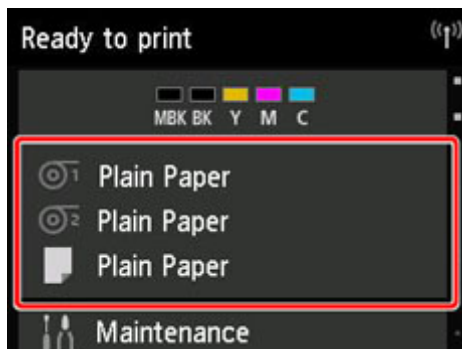 Ready to print
MBK BK Y M C
1 Plain Paper
2 Plain Paper
Plain Paper
Maintenance